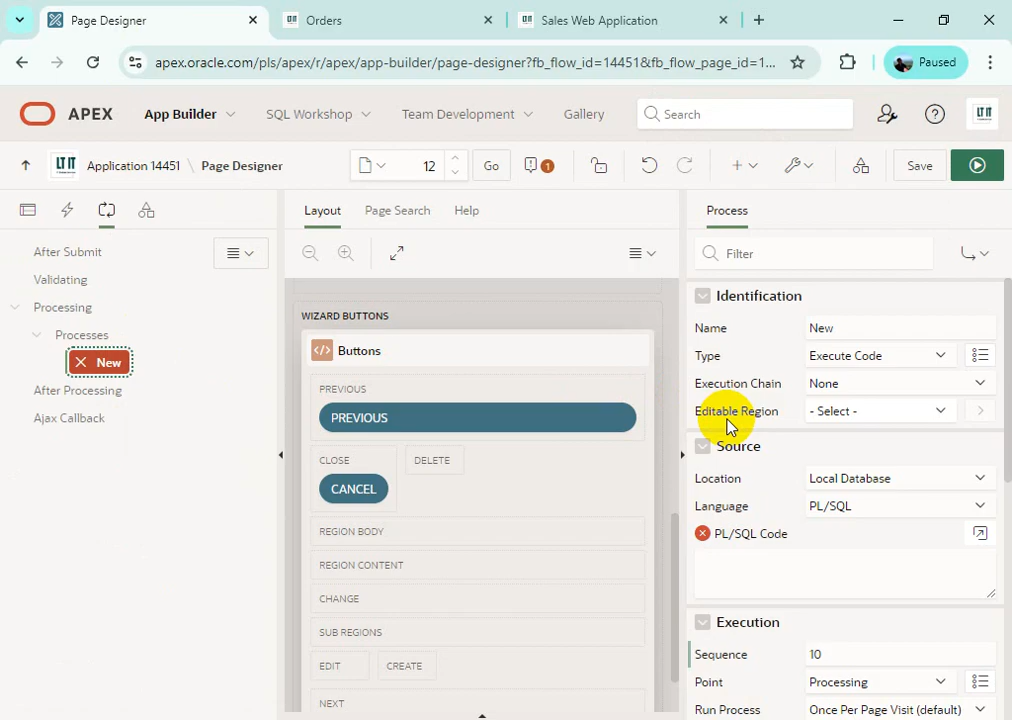 Page Designer
Orders
Sales Web Application
apex.oracle.com/pls/apex/r/apex/app-builder/page-designer?fb_flow_id=14451&fb_flow_page_id=1...
Paused
APEX
App Builder
SQL Workshop
Team Development
Gallery
Search
LT IT
LT IT
Application 14451 \ Page Designer
12
Go
1
Save
Layout
Page Search
Help
Process
After Submit
Validating
Processing
Processes
New
After Processing
Ajax Callback
WIZARD BUTTONS
Buttons
PREVIOUS
PREVIOUS
CLOSE
DELETE
CANCEL
REGION BODY
REGION CONTENT
CHANGE
SUB REGIONS
EDIT
CREATE
NEXT
Filter
Identification
Name New
Type Execute Code
Execution Chain None
Editable Region - Select -
Source
Location Local Database
Language PL/SQL
PL/SQL Code
Execution
Sequence 10
Point Processing
Run Process Once Per Page Visit (default)